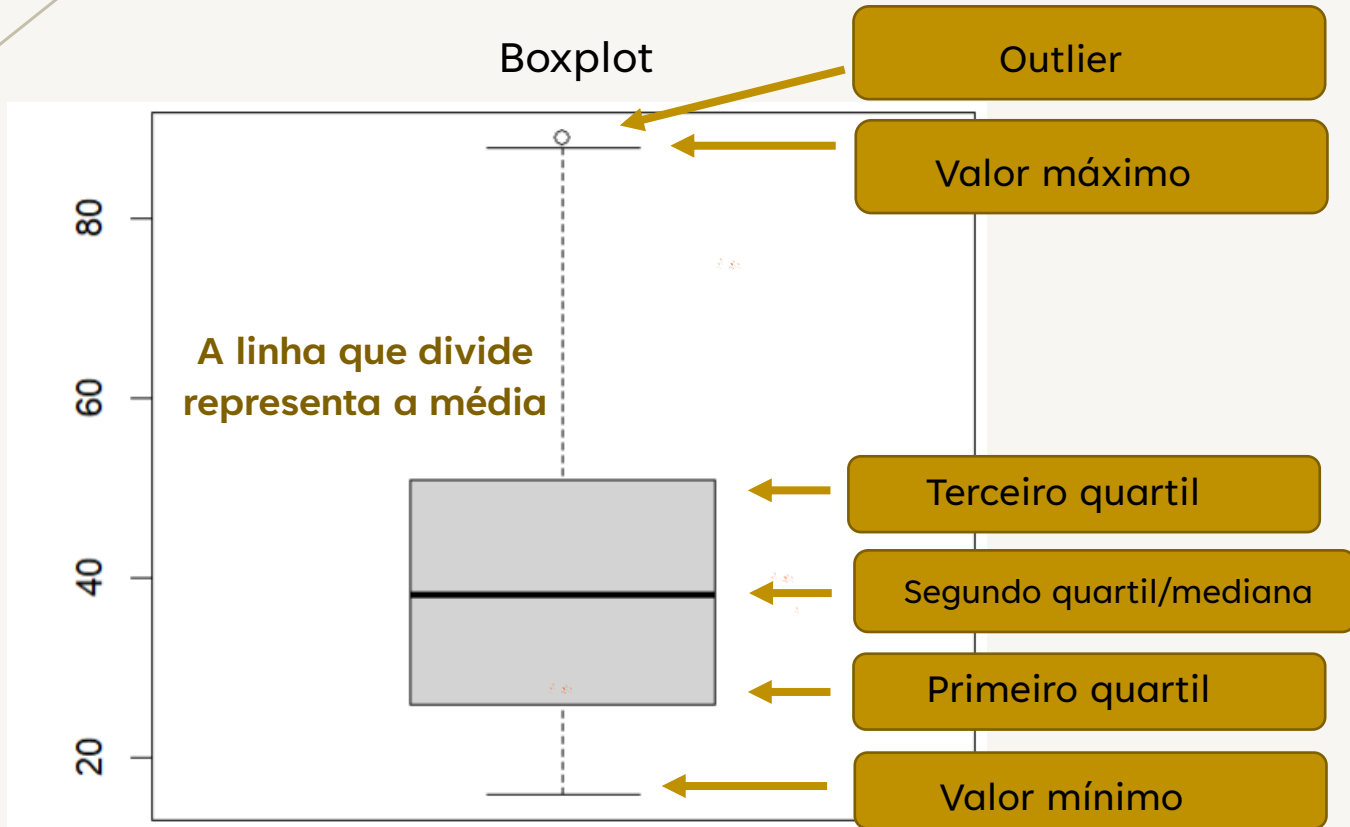 Boxplot
Outlier
Valor máximo
80
A linha que divide
representa a média
60
Terceiro quartil
40
Segundo quartil/mediana
Primeiro quartil
20
Valor mínimo